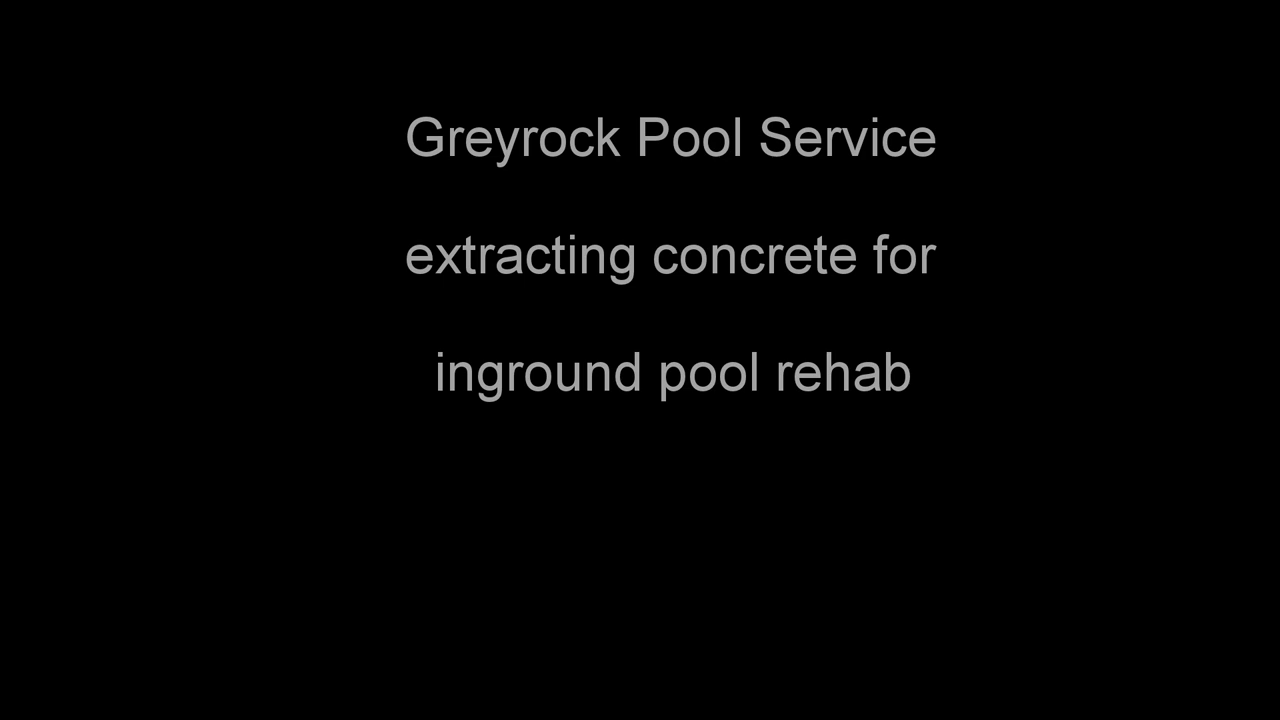 Greyrock Pool Service
extracting concrete for
inground pool rehab